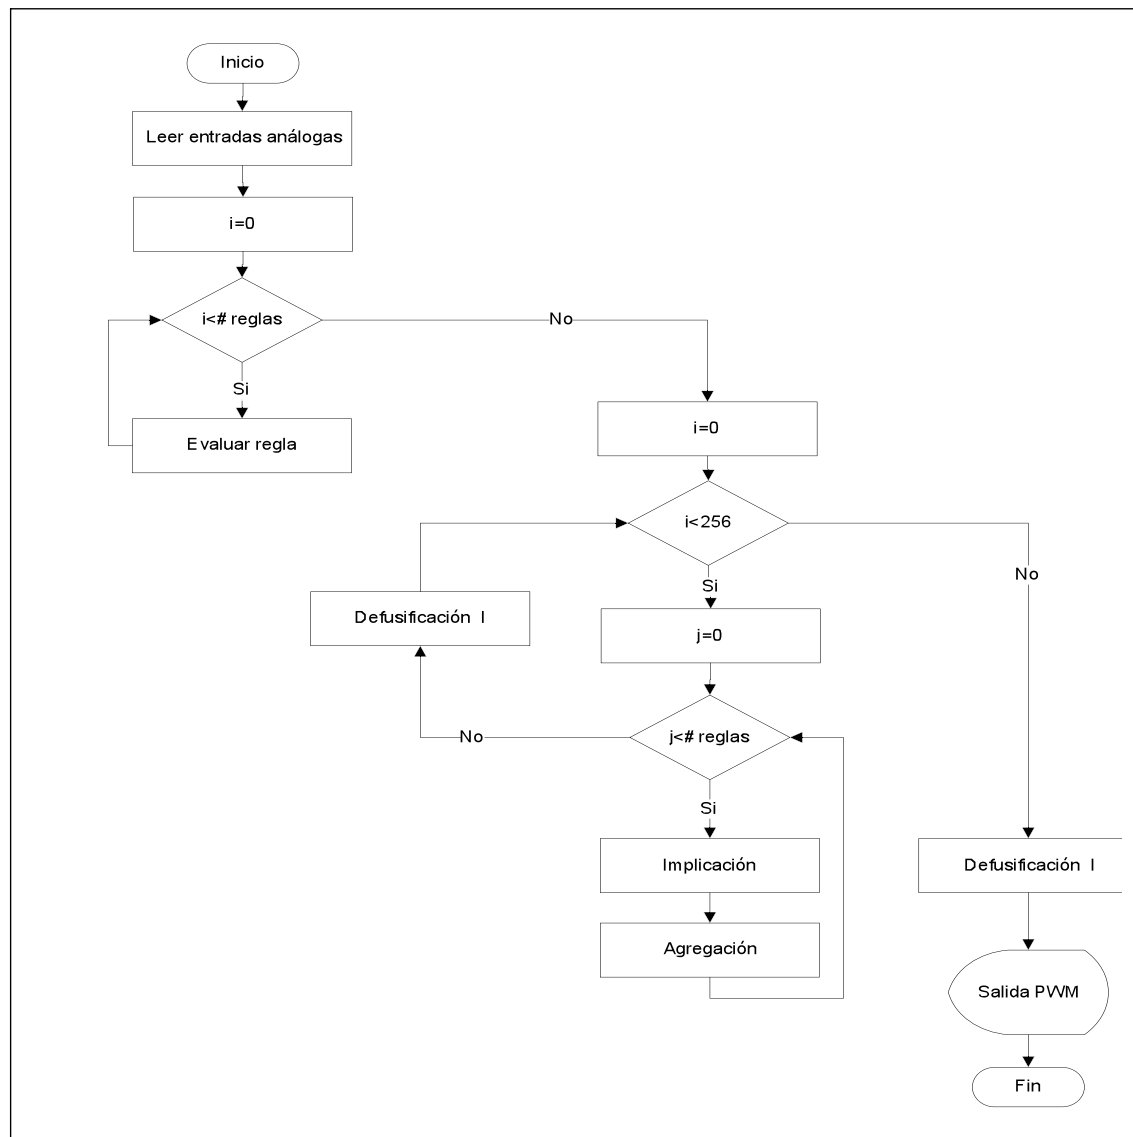 Inicio
Leer entradas análogas
i=0
i<# reglas
No
Si
Evaluar regla
i=0
i<256
No
Si
Defusificación I
j=0
j<# reglas
No
Si
Implicación
Defusificación I
Agregación
Salida PWM
Fin